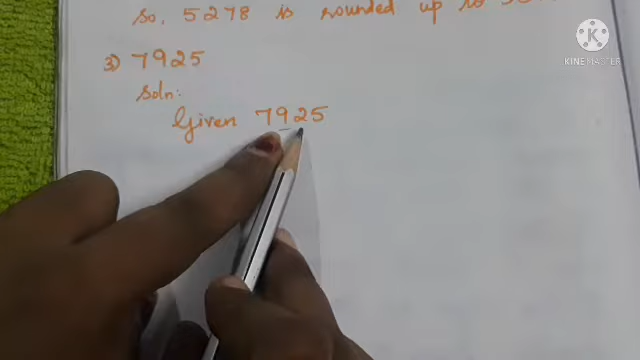 So, 5278 is rounded up to
3) 7925
Soln:
Given 7925
K
KINEMASTER